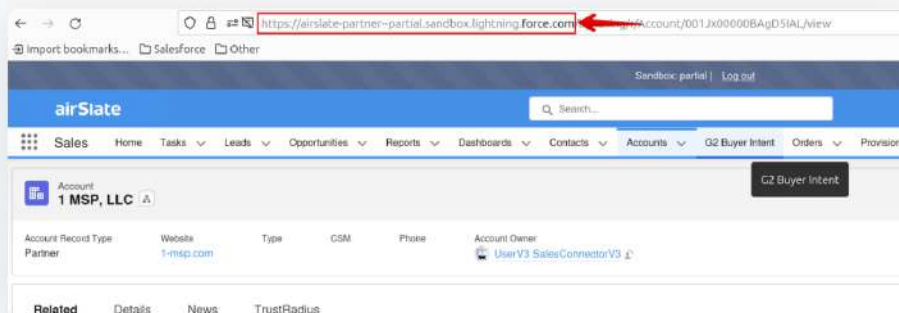 https://airslate-partner--partial.sandbox.lightning.force.com/
Account/001Jx00000BAgD5IAL/view
Import bookmarks... Salesforce Other
Sandbox: partial | Log out
airSlate
Search...
Sales Home Tasks Leads Opportunities Reports Dashboards Contacts Accounts G2 Buyer Intent Orders Provision
G2 Buyer Intent
Account
1 MSP, LLC
Account Record Type Website Type CSM Phone Account Owner
Partner 1-msp.com UserV3 SalesConnectorV3
Related Details News TrustRadius